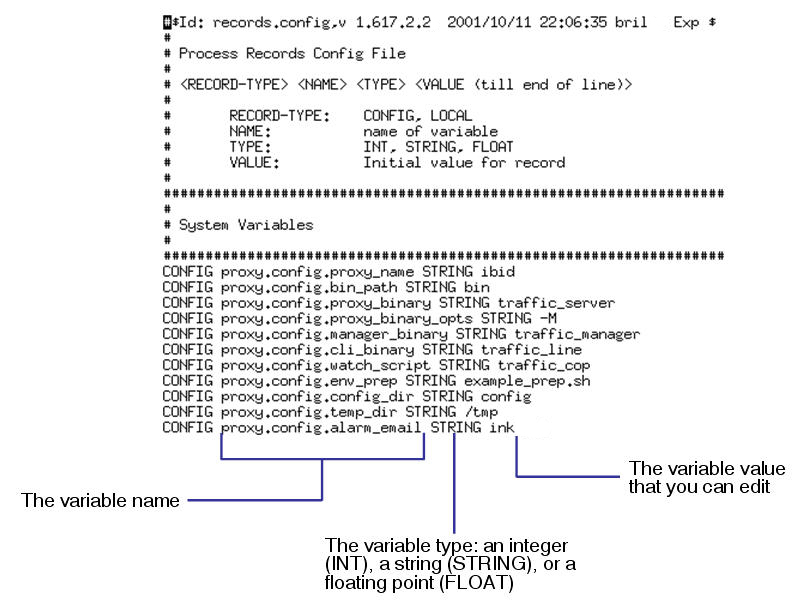 #$Id: records.config,v 1.617.2.2  2001/10/11 22:06:35 bril   Exp $
#
# Process Records Config File
#
# <RECORD-TYPE> <NAME> <TYPE> <VALUE (till end of line)>
#
#       RECORD-TYPE:    CONFIG, LOCAL
#       NAME:           name of variable
#       TYPE:           INT, STRING, FLOAT
#       VALUE:          Initial value for record
#
###################################################################
#
# System Variables
#
###################################################################
CONFIG proxy.config.proxy_name STRING ibid
CONFIG proxy.config.bin_path STRING bin
CONFIG proxy.config.proxy_binary STRING traffic_server
CONFIG proxy.config.proxy_binary_opts STRING -M
CONFIG proxy.config.manager_binary STRING traffic_manager
CONFIG proxy.config.cli_binary STRING traffic_line
CONFIG proxy.config.watch_script STRING traffic_cop
CONFIG proxy.config.env_prep STRING example_prep.sh
CONFIG proxy.config.config_dir STRING config
CONFIG proxy.config.temp_dir STRING /tmp
CONFIG proxy.config.alarm_email STRING ink
The variable value
that you can edit
The variable name
The variable type: an integer
(INT), a string (STRING), or a
floating point (FLOAT)